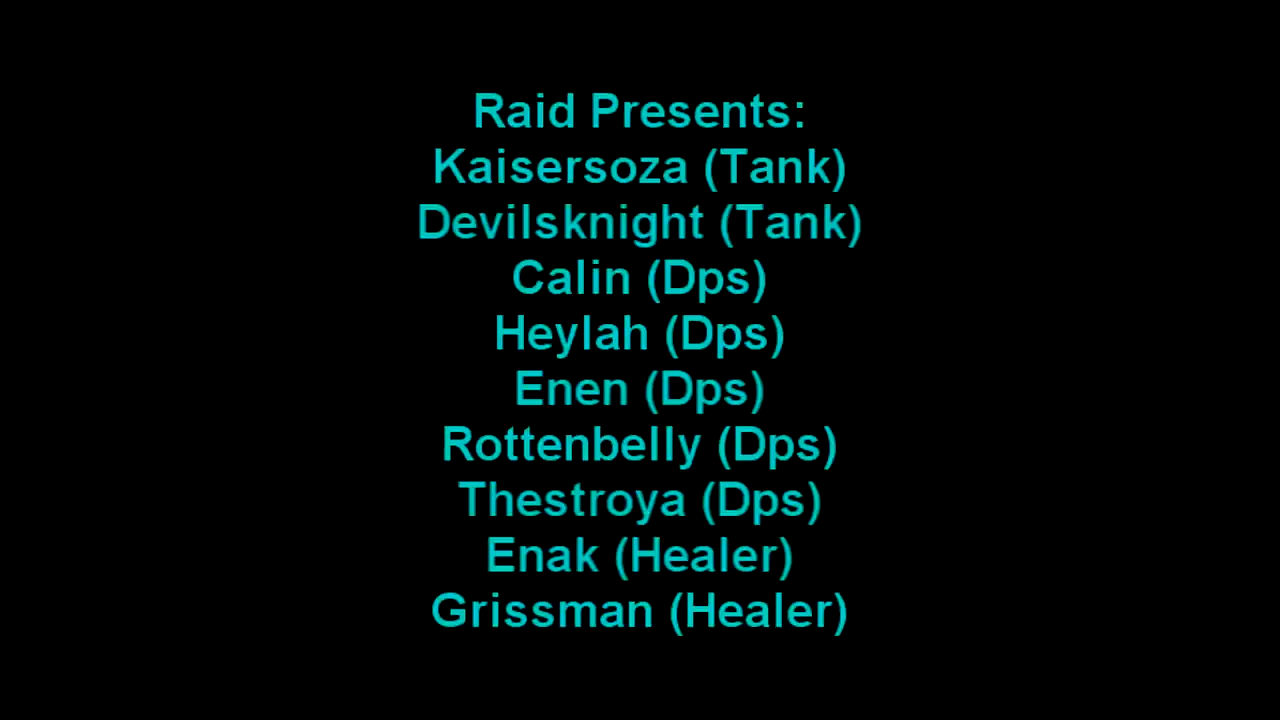 Raid Presents:
Kaisersoza (Tank)
Devilsknight (Tank)
Calin (Dps)
Heylah (Dps)
Enen (Dps)
Rottenbelly (Dps)
Thestroya (Dps)
Enak (Healer)
Grissman (Healer)